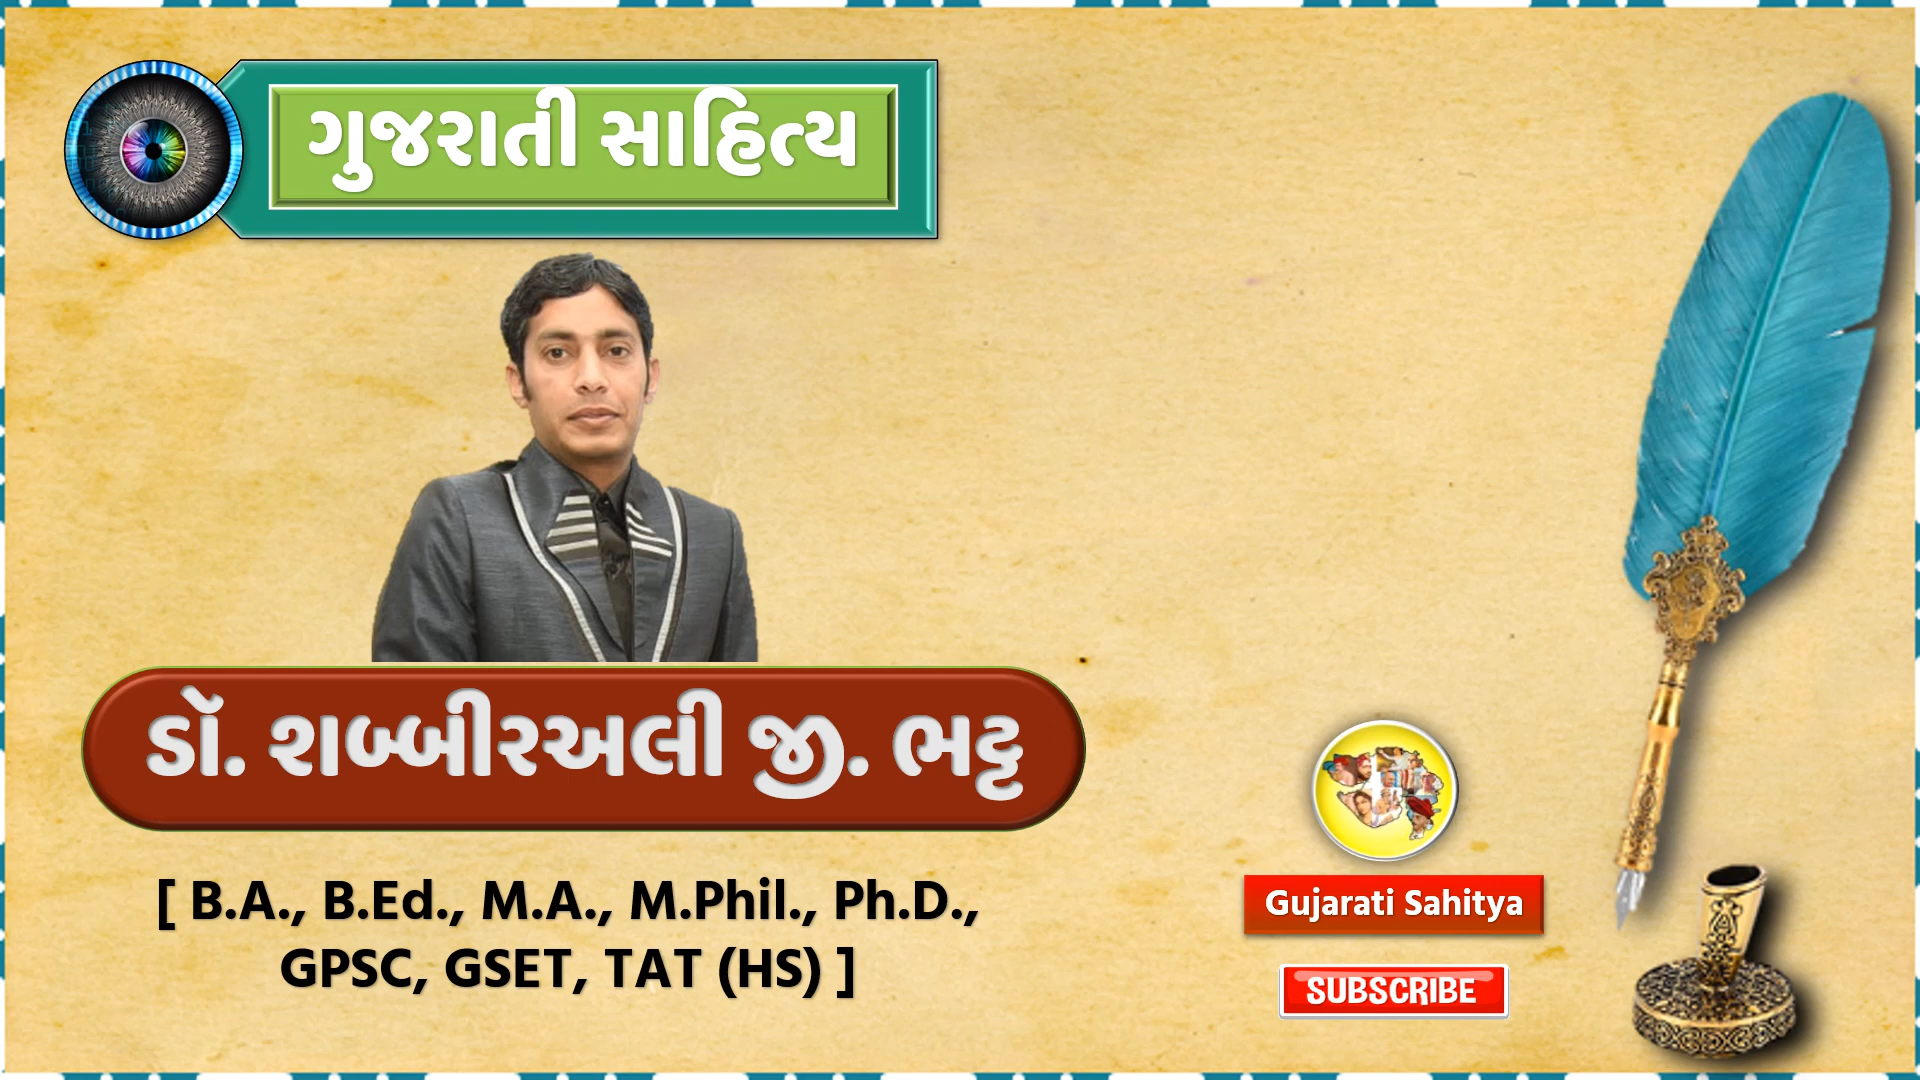 ગુજરાતી સાહિત્ય
ડૉ. શબ્બીરઅલી જી. ભટ્ટ
[ B.A., B.Ed., M.A., M.Phil., Ph.D.,
GPSC, GSET, TAT (HS) ]
Gujarati Sahitya
SUBSCRIBE